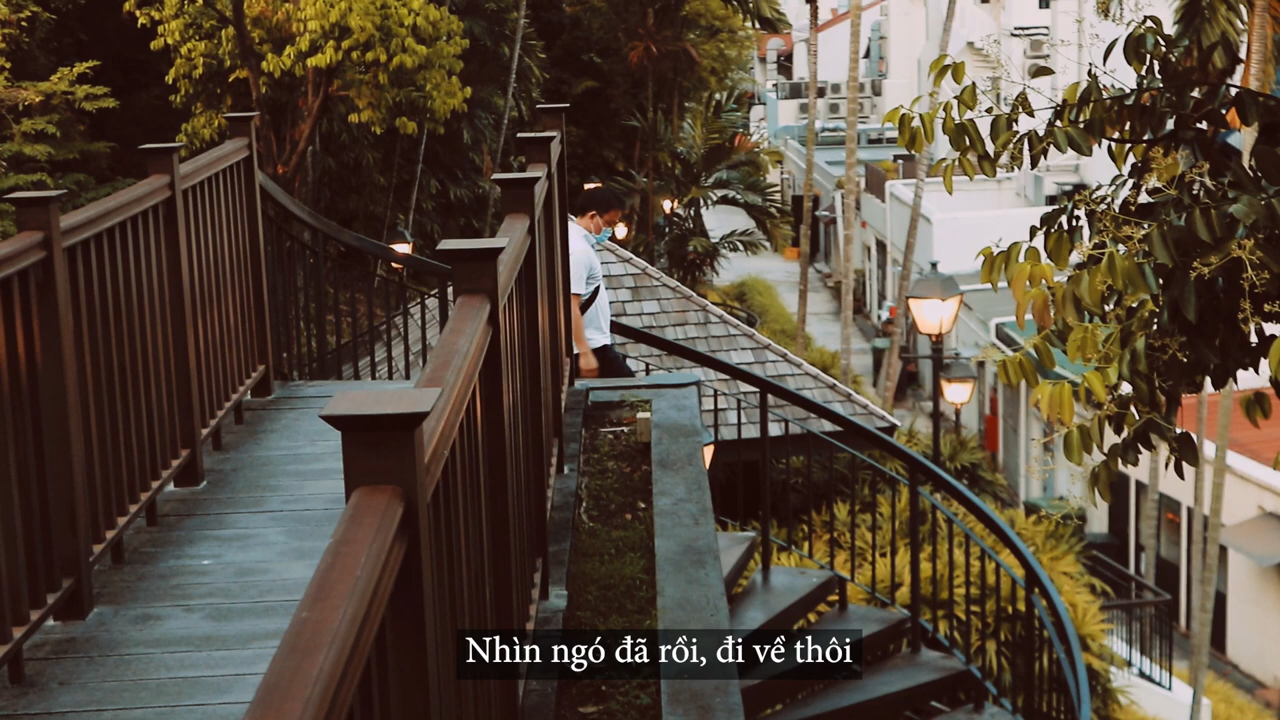 Nhìn ngó đã rồi, đi về thôi